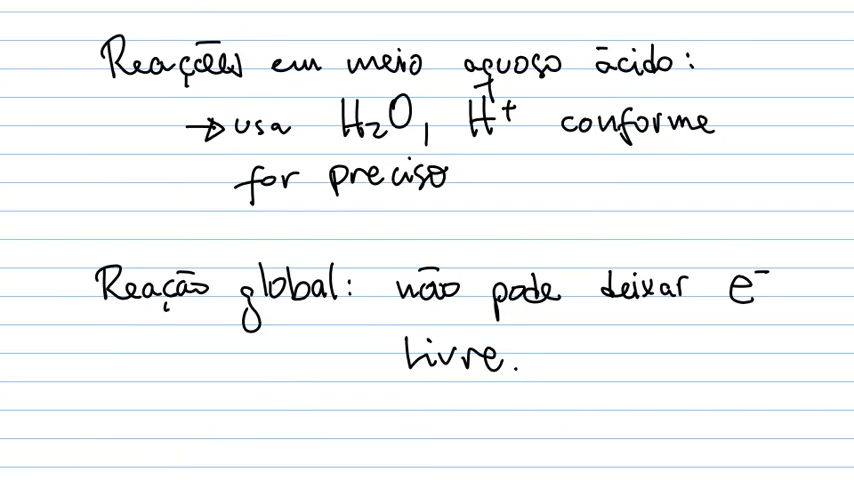 Reações em meio aquoso ácido:
→ usa H₂O, H⁺ conforme
for preciso
Reação global: não pode deixar e⁻
livre.